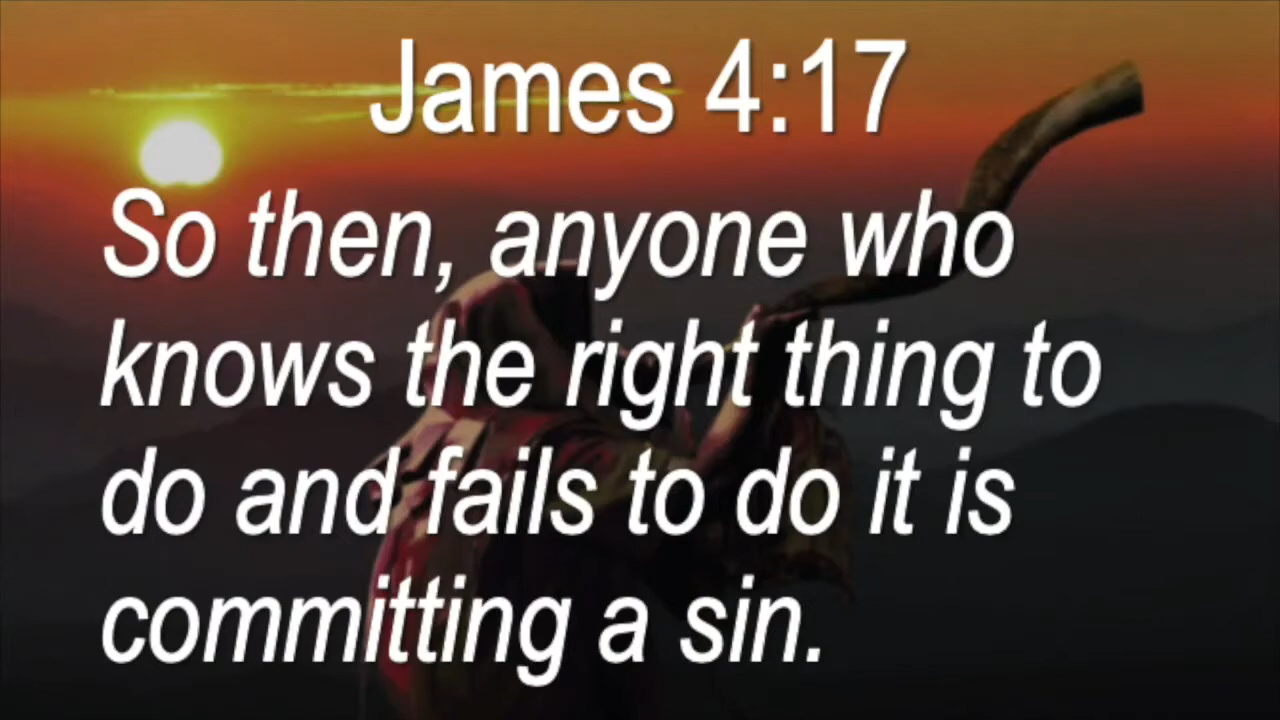 James 4:17
So then, anyone who
knows the right thing to
do and fails to do it is
committing a sin.